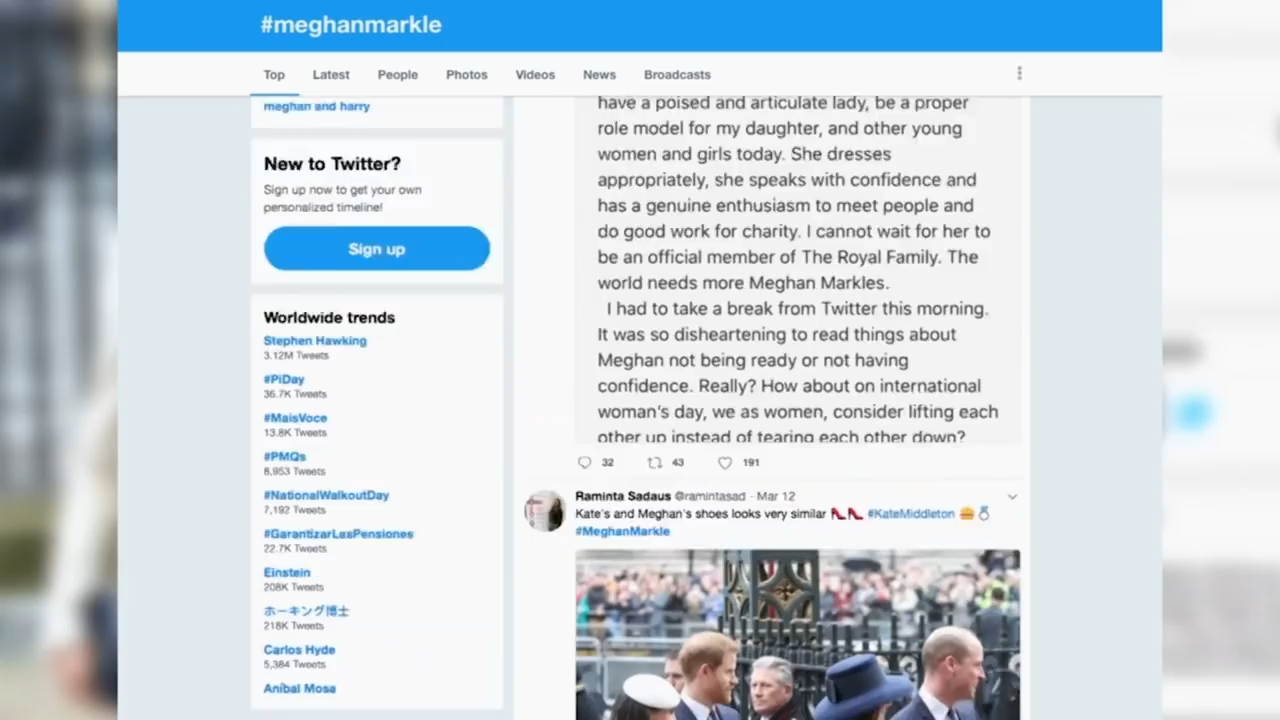 #meghanmarkle
Top Latest People Photos Videos News Broadcasts
meghan and harry
New to Twitter?
Sign up now to get your own
personalized timeline!
Sign up
Worldwide trends
Stephen Hawking
3.12M Tweets
#PiDay
36.7K Tweets
#MaisVoce
13.8K Tweets
#PMQs
8,953 Tweets
#NationalWalkoutDay
7,192 Tweets
#GarantizarLasPensiones
22.7K Tweets
Einstein
208K Tweets
ホーキング博士
218K Tweets
Carlos Hyde
5,384 Tweets
Aníbal Mosa
have a poised and articulate lady, be a proper
role model for my daughter, and other young
women and girls today. She dresses
appropriately, she speaks with confidence and
has a genuine enthusiasm to meet people and
do good work for charity. I cannot wait for her to
be an official member of The Royal Family. The
world needs more Meghan Markles.
I had to take a break from Twitter this morning.
It was so disheartening to read things about
Meghan not being ready or not having
confidence. Really? How about on international
woman's day, we as women, consider lifting each
other up instead of tearing each other down?
32 43 191
Raminta Sadaus @ramintasad · Mar 12
Kate's and Meghan's shoes looks very similar 👠👠 #KateMiddleton 🍔💍
#MeghanMarkle